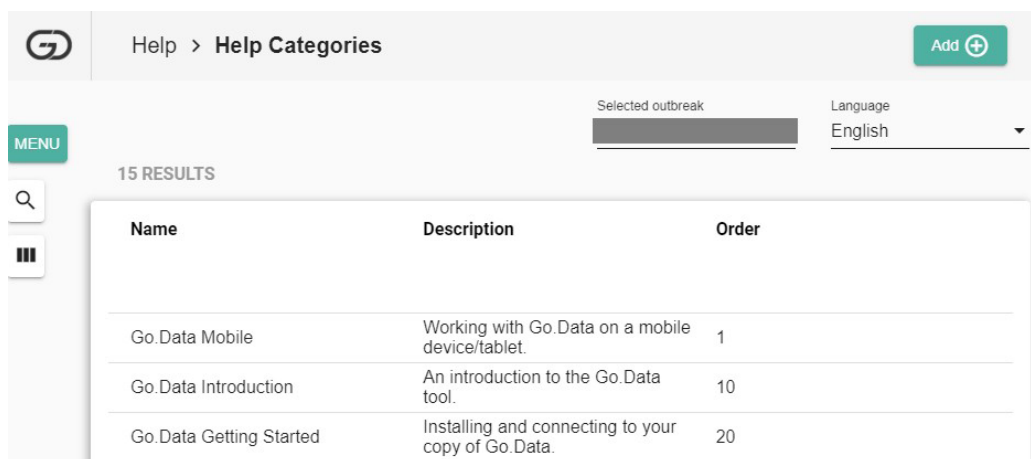 Help > Help Categories
Add
Selected outbreak
Language
English
MENU
15 RESULTS
Name Description Order
Go.Data Mobile
Working with Go.Data on a mobile
device/tablet.
1
Go.Data Introduction
An introduction to the Go.Data
tool.
10
Go.Data Getting Started
Installing and connecting to your
copy of Go.Data.
20